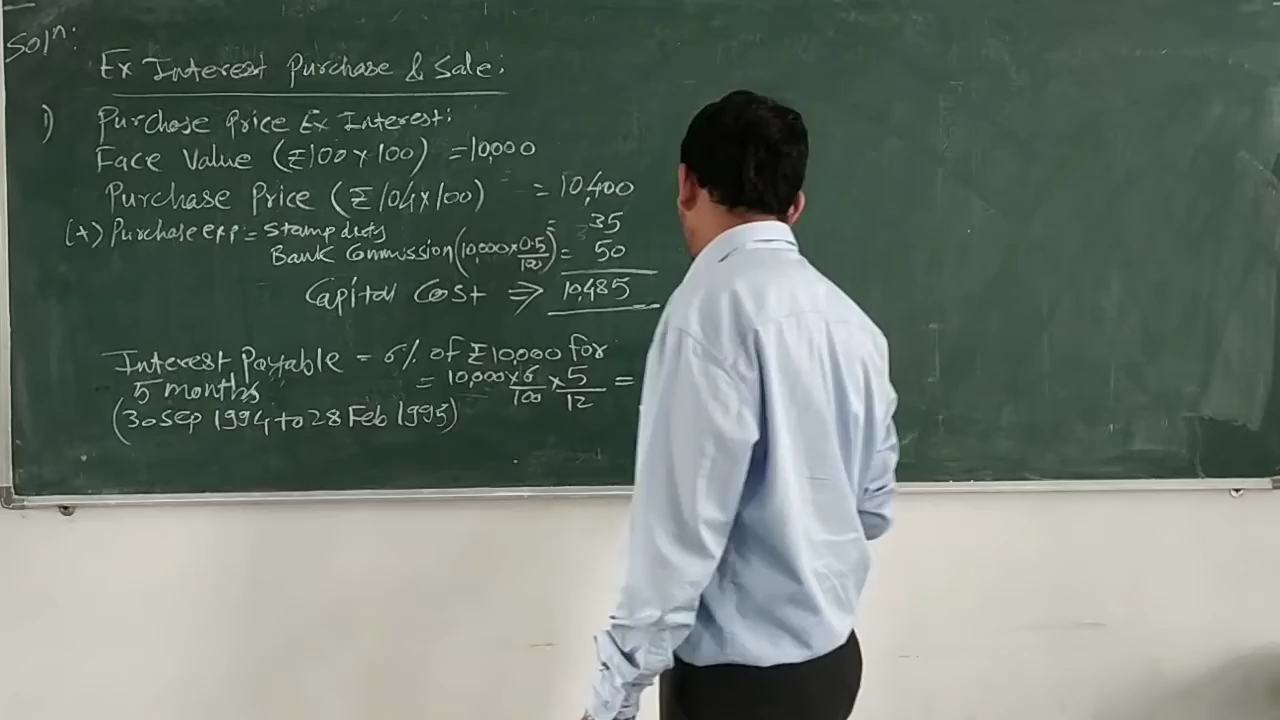 Soln:
Ex Interest Purchase & Sale:
1) Purchase Price Ex Interest:
Face Value (₹100×100) =10,000
Purchase Price (₹104×100) = 10,400
(+) Purchase exp = Stamp duty = 35
Bank Commission (10,000×0.5/100) = 50
Capital Cost ⇒ 10,485
Interest Payable = 6% of ₹10,000 for
5 months = 10,000×6/100 × 5/12 =
(30 Sep 1994 to 28 Feb 1995)